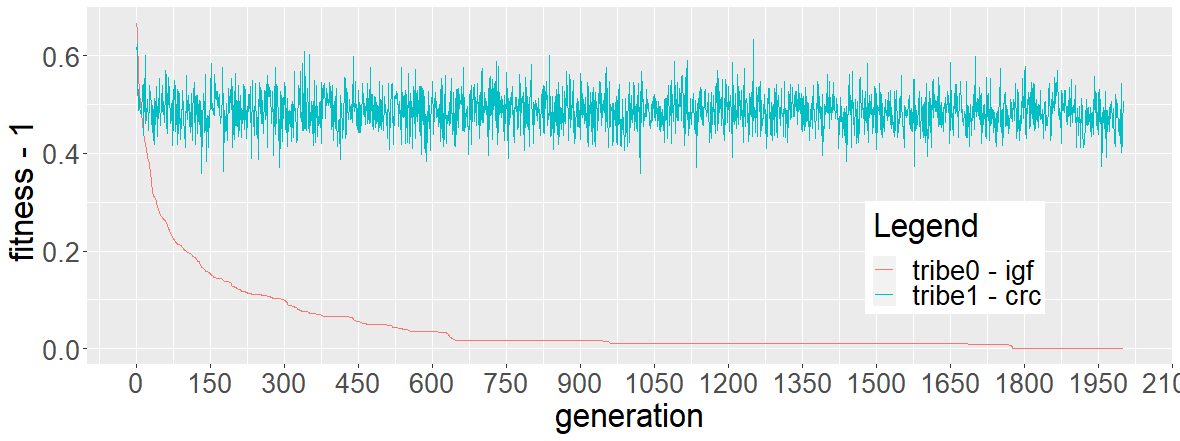 fitness - 1
0.6
0.4
0.2
0.0
Legend
tribe0 - igf
tribe1 - crc
0 150 300 450 600 750 900 1050 1200 1350 1500 1650 1800 1950 210
generation